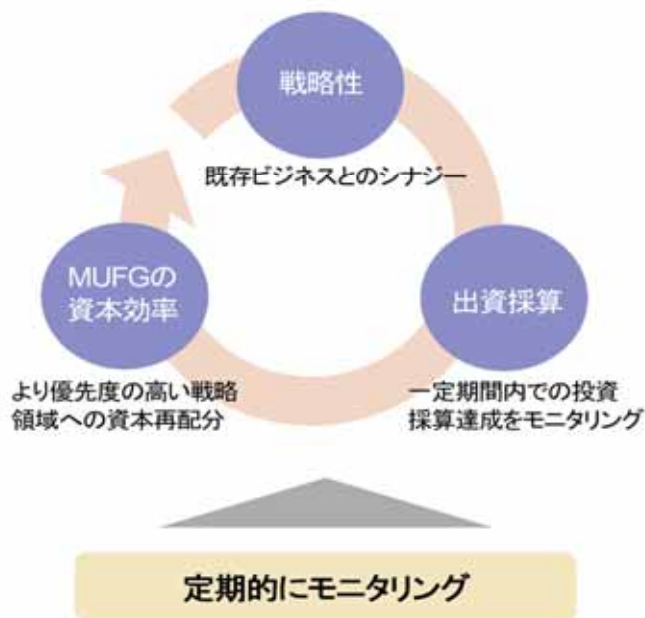 戦略性
既存ビジネスとのシナジー
MUFGの
資本効率
より優先度の高い戦略
領域への資本再配分
出資採算
一定期間内での投資
採算達成をモニタリング
定期的にモニタリング